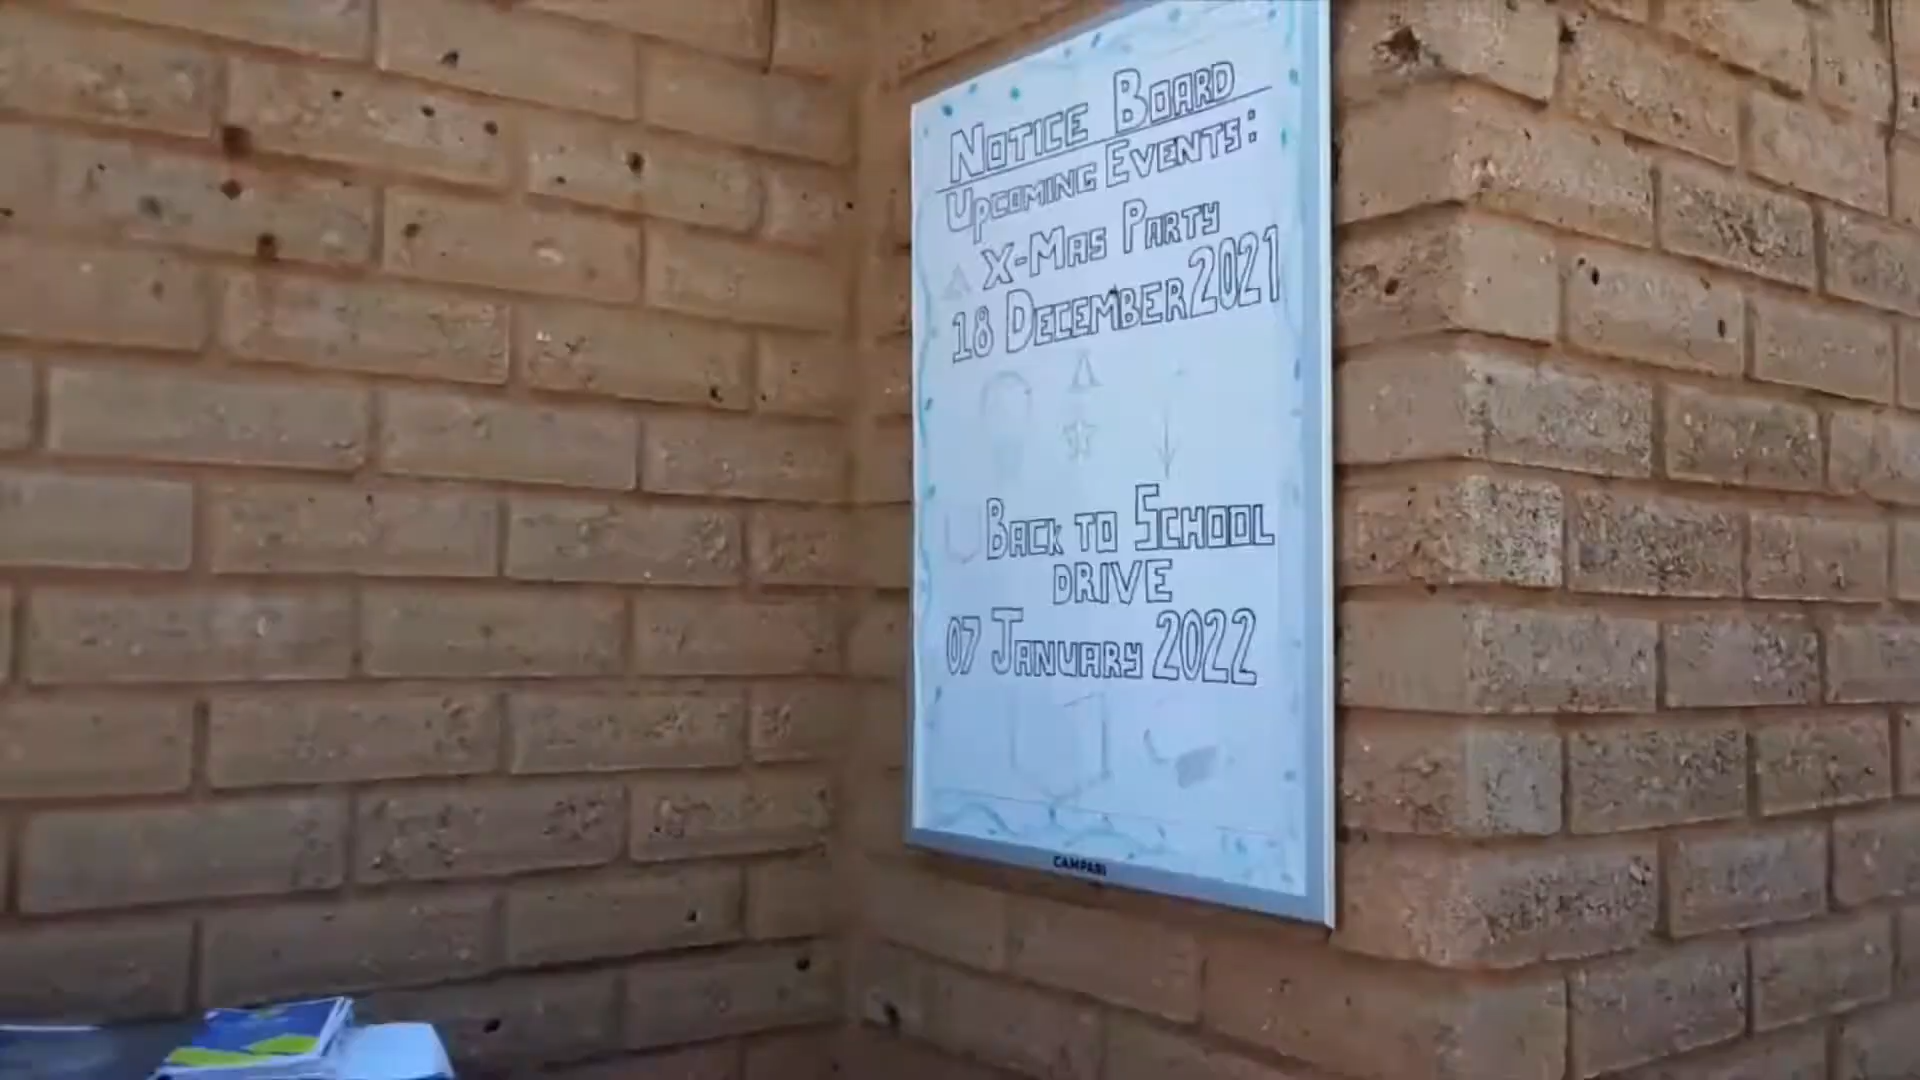 NOTICE BOARD
UPCOMING EVENTS:
X-MAS PARTY
18 DECEMBER 2021
BACK TO SCHOOL
DRIVE
07 JANUARY 2022
CAMPARI